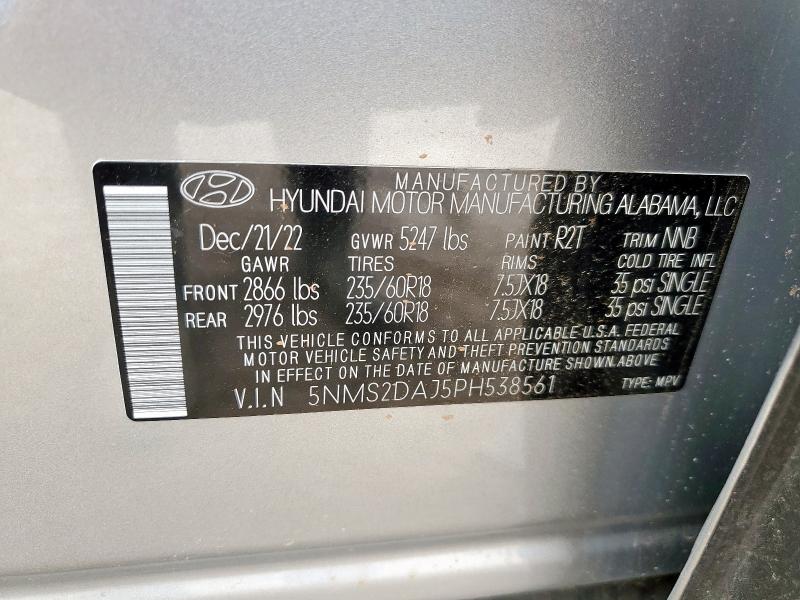 MANUFACTURED BY
HYUNDAI MOTOR MANUFACTURING ALABAMA, LLC
Dec/21/22 GVWR 5247 lbs PAINT R2T TRIM NNB
GAWR TIRES RIMS COLD TIRE INFL
FRONT 2866 lbs 235/60R18 7.5JX18 35 psi SINGLE
REAR 2976 lbs 235/60R18 7.5JX18 35 psi SINGLE
THIS VEHICLE CONFORMS TO ALL APPLICABLE U.S.A. FEDERAL
MOTOR VEHICLE SAFETY AND THEFT PREVENTION STANDARDS
IN EFFECT ON THE DATE OF MANUFACTURE SHOWN ABOVE.
V.I.N 5NMS2DAJ5PH538561 TYPE: MPV